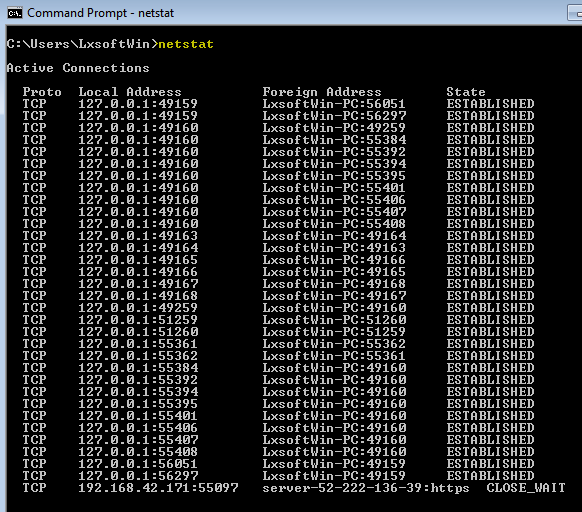 Command Prompt - netstat
C:\Users\LxsoftWin>netstat
Active Connections
Proto Local Address Foreign Address State
TCP 127.0.0.1:49159 LxsoftWin-PC:56051 ESTABLISHED
TCP 127.0.0.1:49159 LxsoftWin-PC:56297 ESTABLISHED
TCP 127.0.0.1:49160 LxsoftWin-PC:49259 ESTABLISHED
TCP 127.0.0.1:49160 LxsoftWin-PC:55384 ESTABLISHED
TCP 127.0.0.1:49160 LxsoftWin-PC:55392 ESTABLISHED
TCP 127.0.0.1:49160 LxsoftWin-PC:55394 ESTABLISHED
TCP 127.0.0.1:49160 LxsoftWin-PC:55395 ESTABLISHED
TCP 127.0.0.1:49160 LxsoftWin-PC:55401 ESTABLISHED
TCP 127.0.0.1:49160 LxsoftWin-PC:55406 ESTABLISHED
TCP 127.0.0.1:49160 LxsoftWin-PC:55407 ESTABLISHED
TCP 127.0.0.1:49160 LxsoftWin-PC:55408 ESTABLISHED
TCP 127.0.0.1:49163 LxsoftWin-PC:49164 ESTABLISHED
TCP 127.0.0.1:49164 LxsoftWin-PC:49163 ESTABLISHED
TCP 127.0.0.1:49165 LxsoftWin-PC:49166 ESTABLISHED
TCP 127.0.0.1:49166 LxsoftWin-PC:49165 ESTABLISHED
TCP 127.0.0.1:49167 LxsoftWin-PC:49168 ESTABLISHED
TCP 127.0.0.1:49168 LxsoftWin-PC:49167 ESTABLISHED
TCP 127.0.0.1:49259 LxsoftWin-PC:49160 ESTABLISHED
TCP 127.0.0.1:51259 LxsoftWin-PC:51260 ESTABLISHED
TCP 127.0.0.1:51260 LxsoftWin-PC:51259 ESTABLISHED
TCP 127.0.0.1:55361 LxsoftWin-PC:55362 ESTABLISHED
TCP 127.0.0.1:55362 LxsoftWin-PC:55361 ESTABLISHED
TCP 127.0.0.1:55384 LxsoftWin-PC:49160 ESTABLISHED
TCP 127.0.0.1:55392 LxsoftWin-PC:49160 ESTABLISHED
TCP 127.0.0.1:55394 LxsoftWin-PC:49160 ESTABLISHED
TCP 127.0.0.1:55395 LxsoftWin-PC:49160 ESTABLISHED
TCP 127.0.0.1:55401 LxsoftWin-PC:49160 ESTABLISHED
TCP 127.0.0.1:55406 LxsoftWin-PC:49160 ESTABLISHED
TCP 127.0.0.1:55407 LxsoftWin-PC:49160 ESTABLISHED
TCP 127.0.0.1:55408 LxsoftWin-PC:49160 ESTABLISHED
TCP 127.0.0.1:56051 LxsoftWin-PC:49159 ESTABLISHED
TCP 127.0.0.1:56297 LxsoftWin-PC:49159 ESTABLISHED
TCP 192.168.42.171:55097 server-52-222-136-39:https CLOSE_WAIT